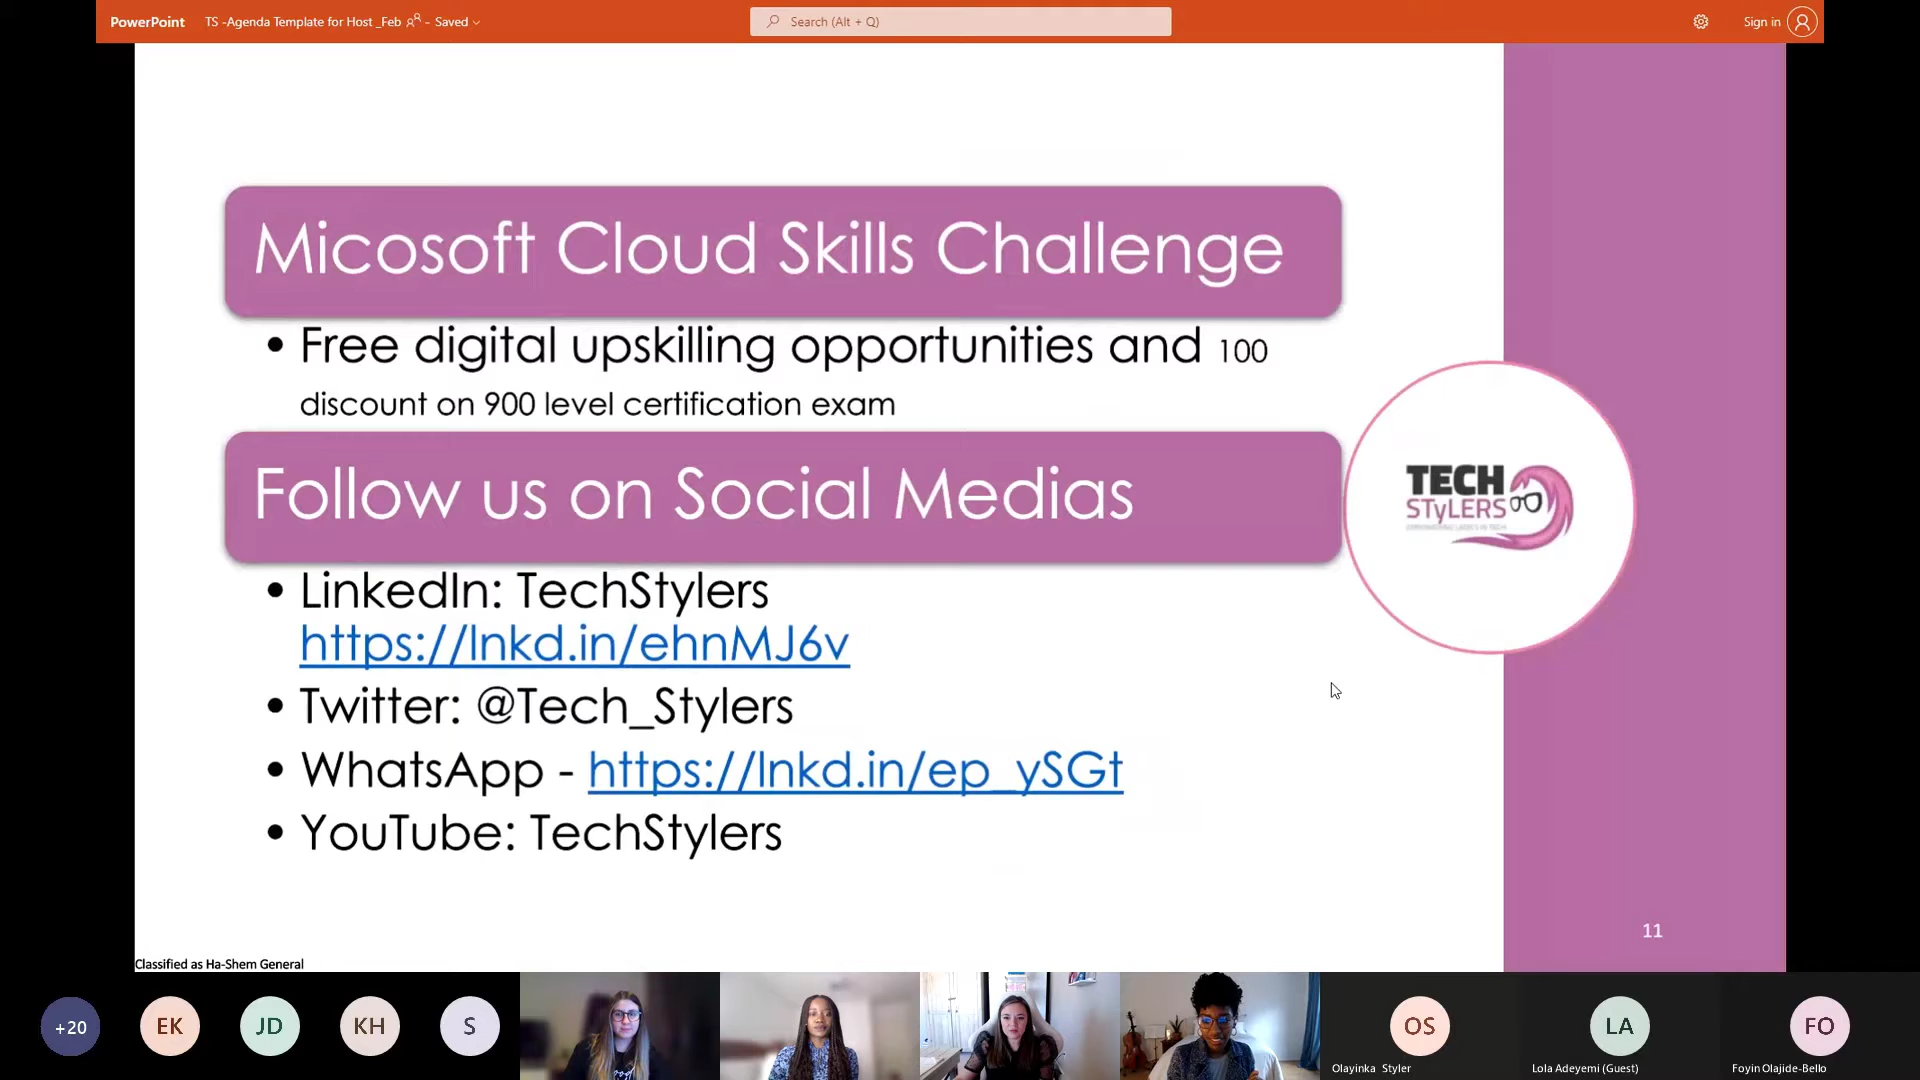 PowerPoint TS -Agenda Template for Host _Feb - Saved Search (Alt + Q) Sign in
Micosoft Cloud Skills Challenge
• Free digital upskilling opportunities and 100
discount on 900 level certification exam
Follow us on Social Medias
• LinkedIn: TechStylers
https://lnkd.in/ehnMJ6v
• Twitter: @Tech_Stylers
• WhatsApp - https://lnkd.in/ep_ySGt
• YouTube: TechStylers
TECH
STyLERS
11
Classified as Ha-Shem General
+20 EK JD KH S OS LA FO
Olayinka Styler Lola Adeyemi (Guest) Foyin Olajide-Bello